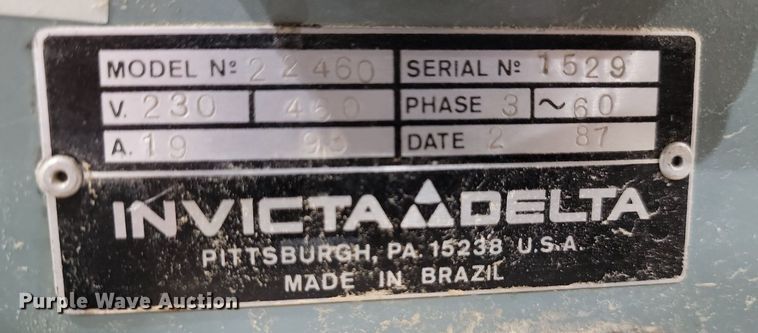 MODEL Nº 22460 SERIAL Nº 1529
V. 230 460 PHASE 3 ~60
A. 19 DATE 2 87
INVICTA DELTA
PITTSBURGH, PA. 15238 U.S.A.
MADE IN BRAZIL
Purple Wave Auction